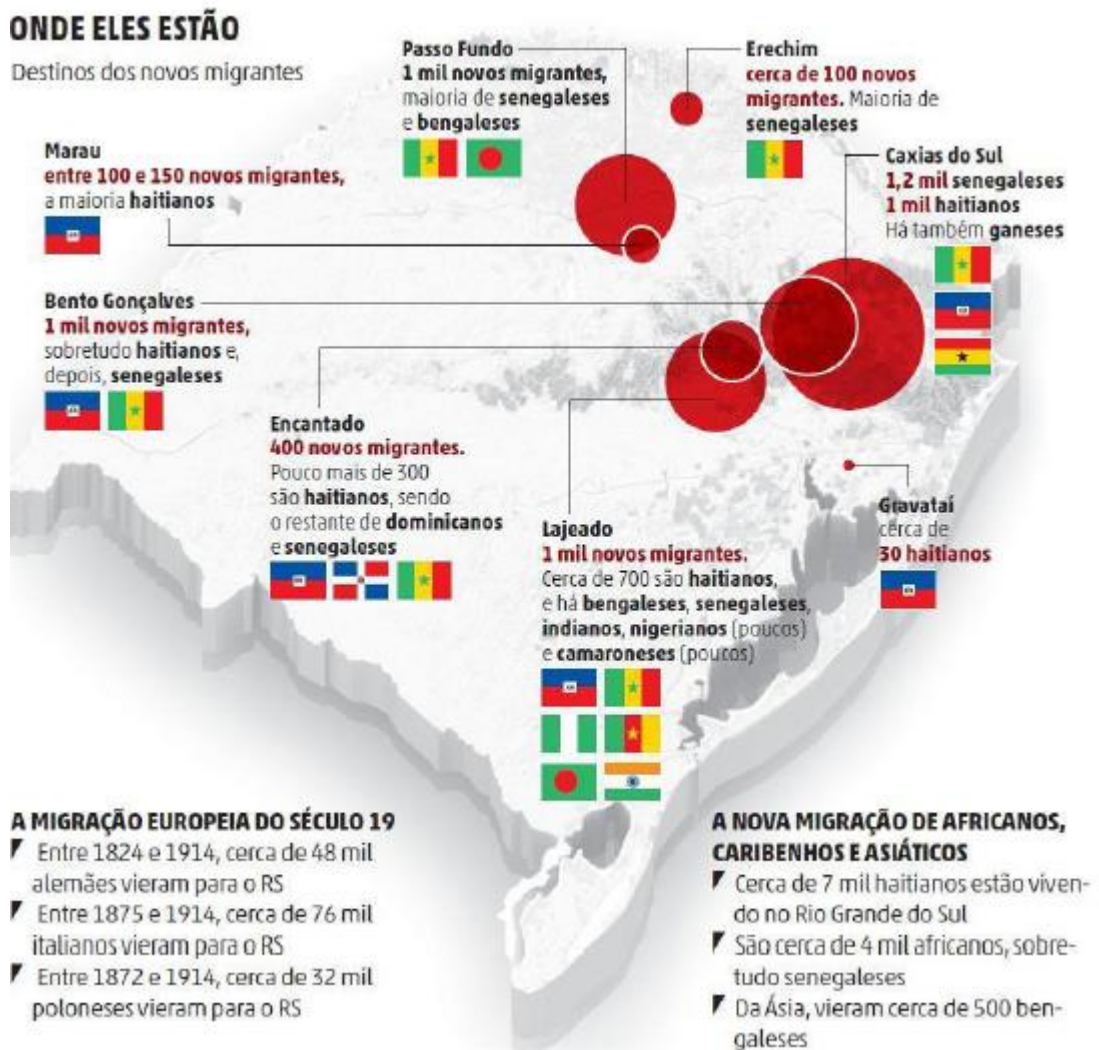 ONDE ELES ESTÃO
Destinos dos novos migrantes
Passo Fundo
1 mil novos migrantes,
maioria de senegaleses
e bengaleses
Erechim
cerca de 100 novos
migrantes. Maioria de
senegaleses
Marau
entre 100 e 150 novos migrantes,
a maioria haitianos
Caxias do Sul
1,2 mil senegaleses
1 mil haitianos
Há também ganeses
Bento Gonçalves
1 mil novos migrantes,
sobretudo haitianos e,
depois, senegaleses
Encantado
400 novos migrantes.
Pouco mais de 300
são haitianos, sendo
o restante de dominicanos
e senegaleses
Lajeado
1 mil novos migrantes.
Cerca de 700 são haitianos,
e há bengaleses, senegaleses,
indianos, nigerianos (poucos)
e camaroneses (poucos)
Gravataí
cerca de
30 haitianos
A MIGRAÇÃO EUROPEIA DO SÉCULO 19
Entre 1824 e 1914, cerca de 48 mil
alemães vieram para o RS
Entre 1875 e 1914, cerca de 76 mil
italianos vieram para o RS
Entre 1872 e 1914, cerca de 32 mil
poloneses vieram para o RS
A NOVA MIGRAÇÃO DE AFRICANOS,
CARIBENHOS E ASIÁTICOS
Cerca de 7 mil haitianos estão viven-
do no Rio Grande do Sul
São cerca de 4 mil africanos, sobre-
tudo senegaleses
Da Ásia, vieram cerca de 500 ben-
galeses